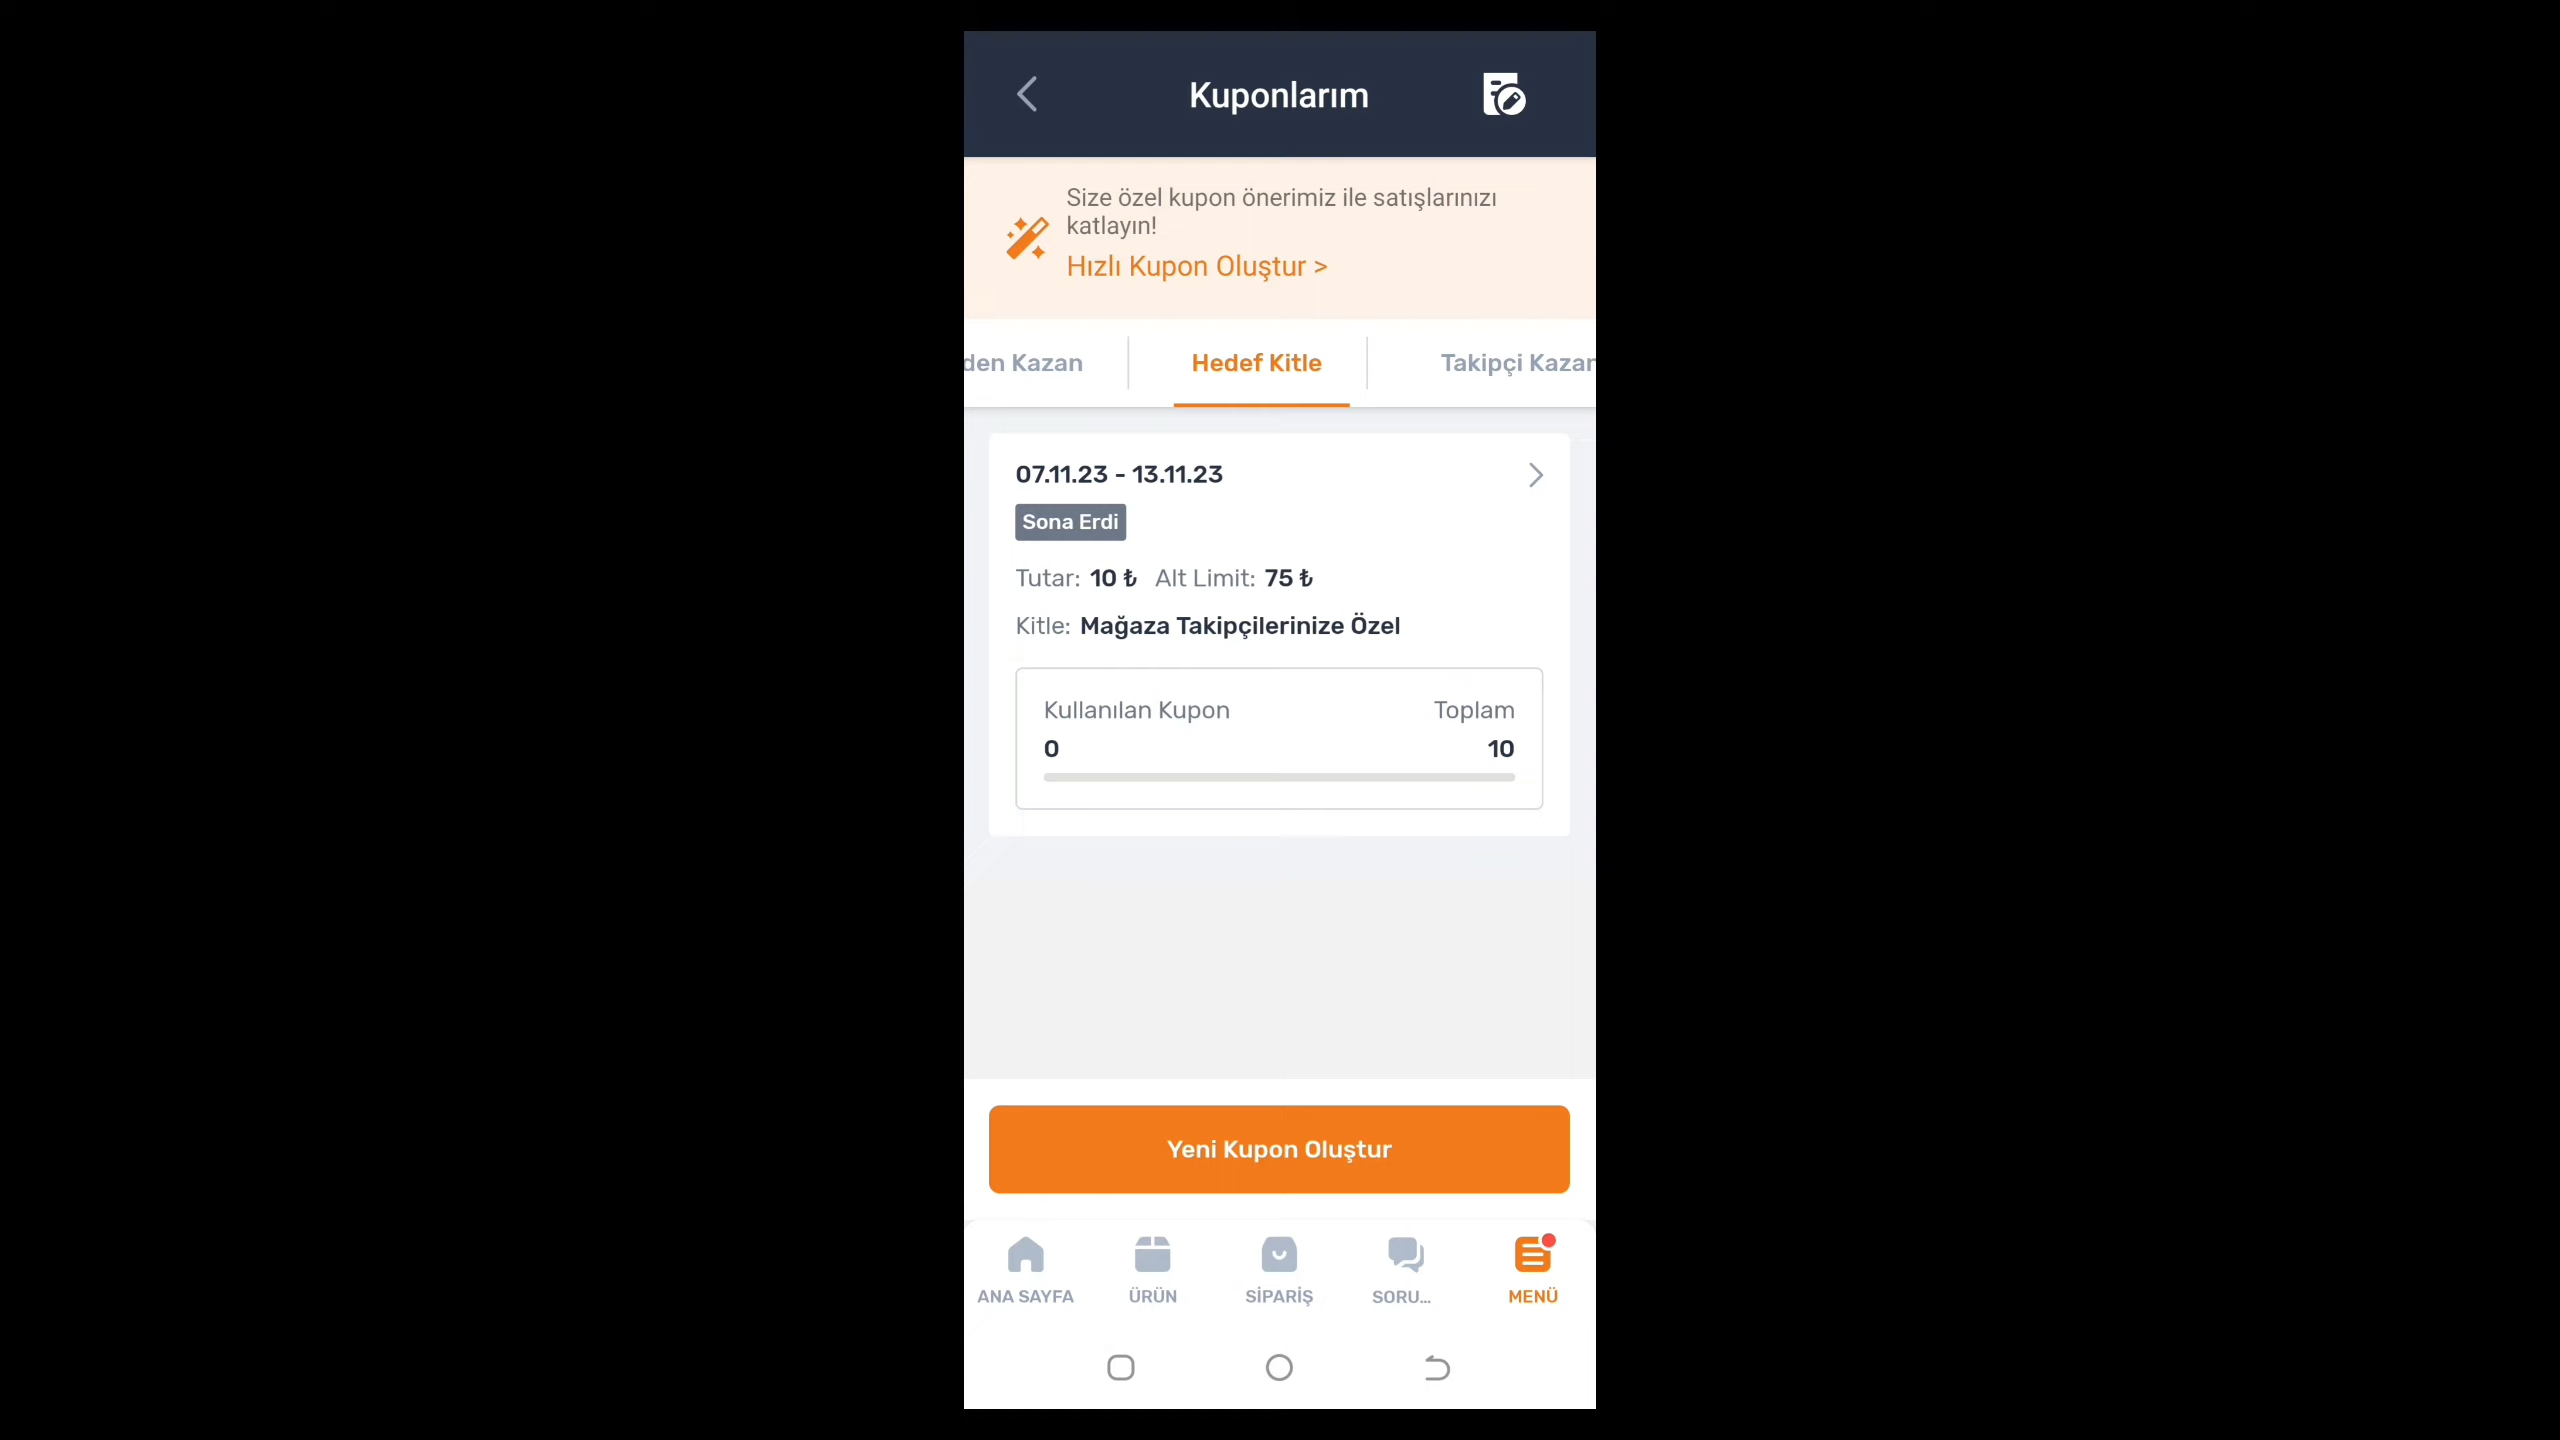 Kuponlarım
Size özel kupon önerimiz ile satışlarınızı
katlayın!
Hızlı Kupon Oluştur >
den Kazan
Hedef Kitle
Takipçi Kazan
07.11.23 - 13.11.23
Sona Erdi
Tutar: 10 ₺ Alt Limit: 75 ₺
Kitle: Mağaza Takipçilerinize Özel
Kullanılan Kupon Toplam
0 10
Yeni Kupon Oluştur
ANA SAYFA ÜRÜN SİPARİŞ SORU... MENÜ